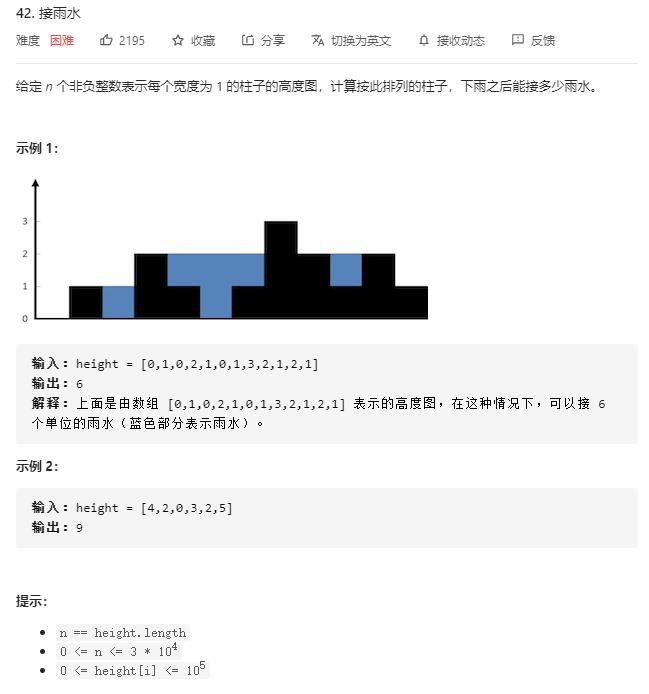 42. 接雨水
难度 困难 2195 收藏 分享 切换为英文 接收动态 反馈
给定 n 个非负整数表示每个宽度为 1 的柱子的高度图，计算按此排列的柱子，下雨之后能接多少雨水。
示例 1：
3
2
1
0
输入：height = [0,1,0,2,1,0,1,3,2,1,2,1]
输出：6
解释：上面是由数组 [0,1,0,2,1,0,1,3,2,1,2,1] 表示的高度图，在这种情况下，可以接 6
个单位的雨水（蓝色部分表示雨水）。
示例 2：
输入：height = [4,2,0,3,2,5]
输出：9
提示：
n == height.length
0 <= n <= 3 * 10⁴
0 <= height[i] <= 10⁵